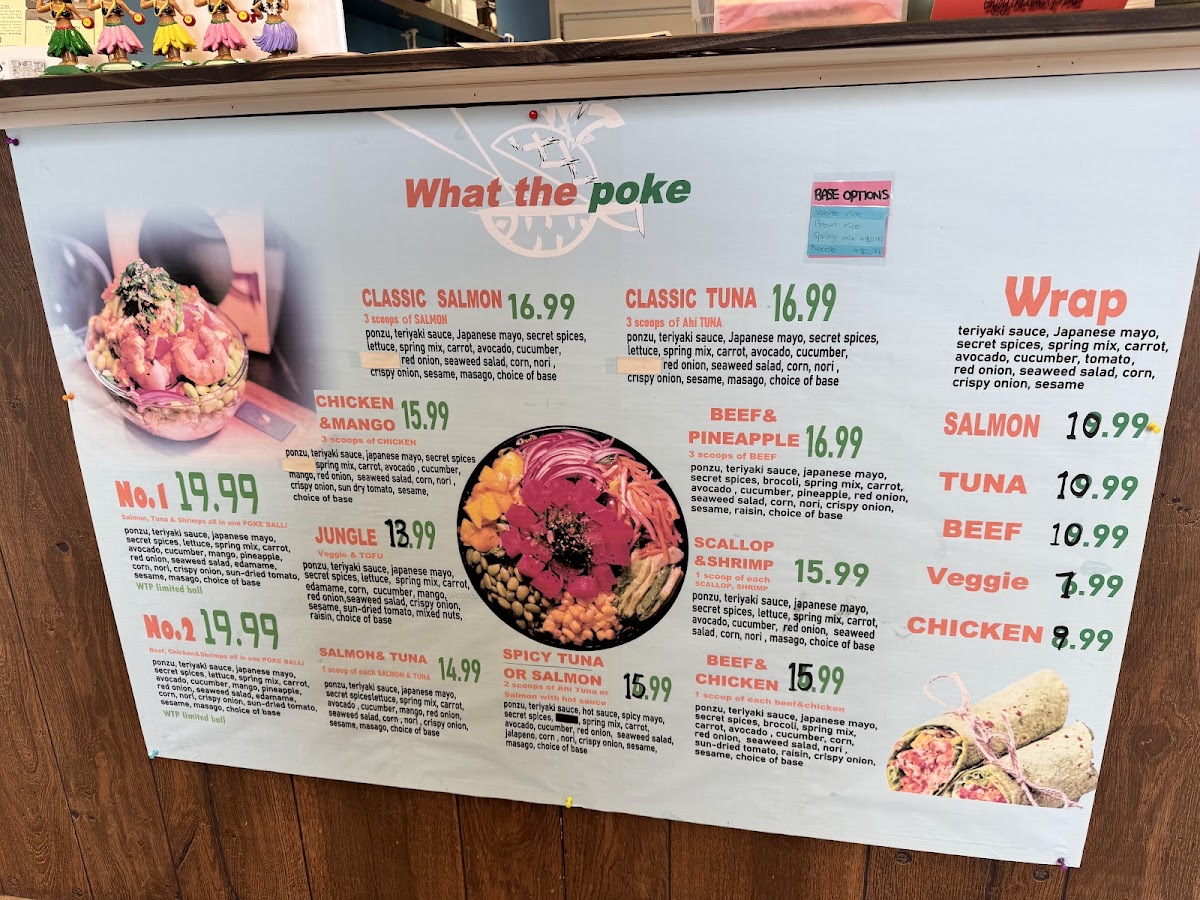 What the poke
BASE OPTIONS
White rice
Brown rice
Spring mix +$0.99
Noodle
CLASSIC SALMON 16.99
3 scoops of SALMON
ponzu, teriyaki sauce, Japanese mayo, secret spices,
lettuce, spring mix, carrot, avocado, cucumber,
red onion, seaweed salad, corn, nori ,
crispy onion, sesame, masago, choice of base
CLASSIC TUNA 16.99
3 scoops of Ahi TUNA
ponzu, teriyaki sauce, Japanese mayo, secret spices,
lettuce, spring mix, carrot, avocado, cucumber,
red onion, seaweed salad, corn, nori ,
crispy onion, sesame, masago, choice of base
CHICKEN
&MANGO 15.99
3 scoops of CHICKEN
ponzu, teriyaki sauce, japanese mayo, secret spices
spring mix, carrot, avocado , cucumber,
mango, red onion, seaweed salad, corn, nori ,
crispy onion, sun dry tomato, sesame,
choice of base
BEEF&
PINEAPPLE 16.99
3 scoops of BEEF
ponzu, teriyaki sauce, japanese mayo,
secret spices, brocoli, spring mix, carrot,
avocado , cucumber, pineapple, red onion,
seaweed salad, corn, nori, crispy onion,
sesame, raisin, choice of base
No.1 19.99
Salmon, Tuna & Shrimps all in one POKE BALL!
ponzu, teriyaki sauce, japanese mayo,
secret spices, lettuce, spring mix, carrot,
avocado, cucumber, mango, pineapple,
red onion, seaweed salad, edamame,
corn, nori, crispy onion, sun-dried tomato,
sesame, masago, choice of base
WTP limited ball
JUNGLE 13.99
Veggie & TOFU
ponzu, teriyaki sauce, japanese mayo,
secret spices, lettuce, spring mix, carrot,
edamame, corn, cucumber, mango,
red onion,seaweed salad, crispy onion,
sesame, sun-dried tomato, mixed nuts,
raisin, choice of base
SCALLOP
&SHRIMP 15.99
1 scoop of each
SCALLOP, SHRIMP
ponzu, teriyaki sauce, japanese mayo,
secret spices, lettuce, spring mix, carrot,
avocado, cucumber, red onion, seaweed
salad, corn, nori , masago, choice of base
No.2 19.99
Beef, Chicken&Shrimps all in one POKE BALL!
ponzu, teriyaki sauce, japanese mayo,
secret spices, lettuce, spring mix, carrot,
avocado, cucumber, mango, pineapple,
red onion, seaweed salad, edamame,
corn, nori, crispy onion, sun-dried tomato,
sesame, masago, choice of base
WTP limited ball
SALMON& TUNA 14.99
1 scoop of each SALMON & TUNA
ponzu, teriyaki sauce, japanese mayo,
secret spiceslettuce, spring mix, carrot,
avocado , cucumber, mango, red onion,
seaweed salad, corn , nori , crispy onion,
sesame, masago, choice of base
SPICY TUNA
OR SALMON 15.99
2 scoops of Ahi Tuna or
Salmon with hot sauce
ponzu, teriyaki sauce, hot sauce, spicy mayo,
secret spices, spring mix, carrot,
avocado, cucumber, red onion, seaweed salad,
jalapeno, corn , nori, crispy onion, sesame,
masago, choice of base
BEEF&
CHICKEN 15.99
1 sccop of each beef&chicken
ponzu, teriyaki sauce, japanese mayo,
secret spices, brocoli, spring mix,
carrot, avocado , cucumber, corn,
red onion, seaweed salad, nori ,
sun-dried tomato, raisin, crispy onion,
sesame, choice of base
Wrap
teriyaki sauce, Japanese mayo,
secret spices, spring mix, carrot,
avocado, cucumber, tomato,
red onion, seaweed salad, corn,
crispy onion, sesame
SALMON 10.99
TUNA 10.99
BEEF 10.99
Veggie 7.99
CHICKEN 9.99